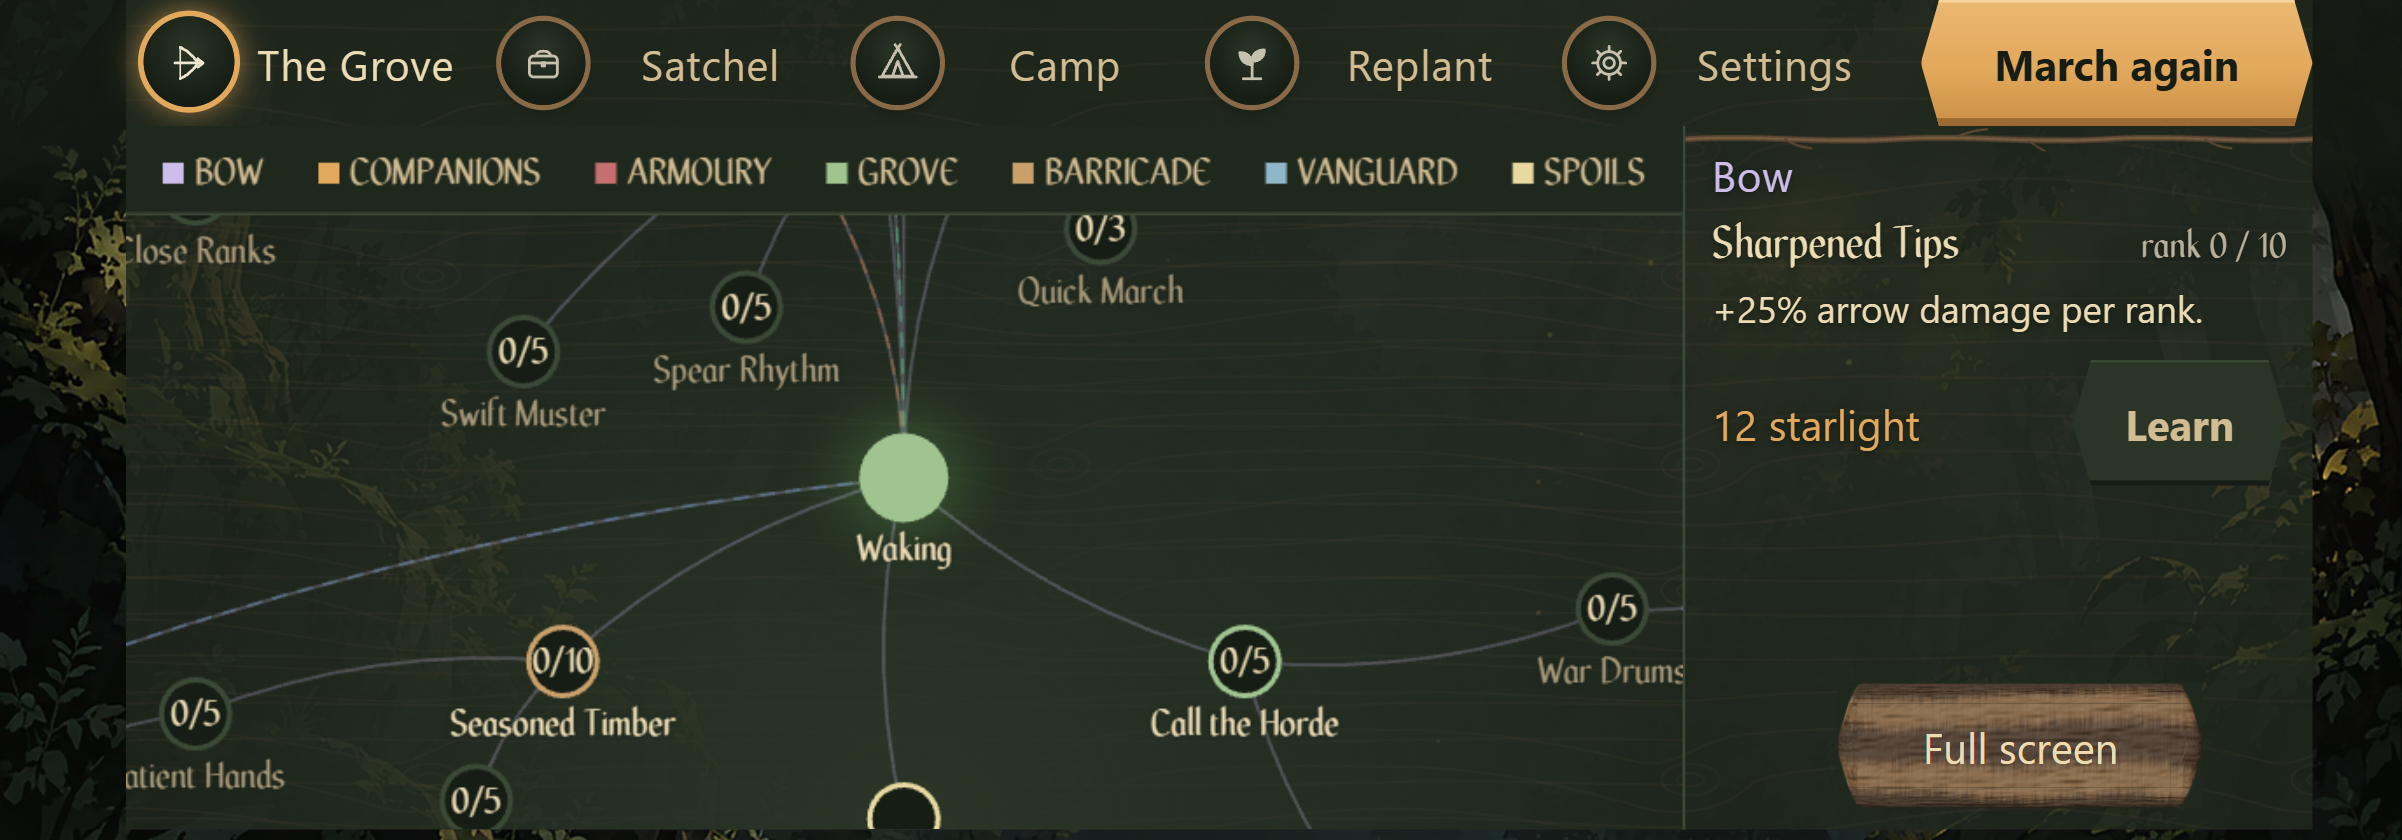 The Grove
Satchel
Camp
Replant
Settings
March again
BOW
COMPANIONS
ARMOURY
GROVE
BARRICADE
VANGUARD
SPOILS
Close Ranks
0/3
Quick March
0/5
Spear Rhythm
0/5
Swift Muster
Waking
0/10
Seasoned Timber
0/5
Call the Horde
0/5
War Drums
0/5
atient Hands
0/5
Bow
Sharpened Tips
rank 0 / 10
+25% arrow damage per rank.
12 starlight
Learn
Full screen